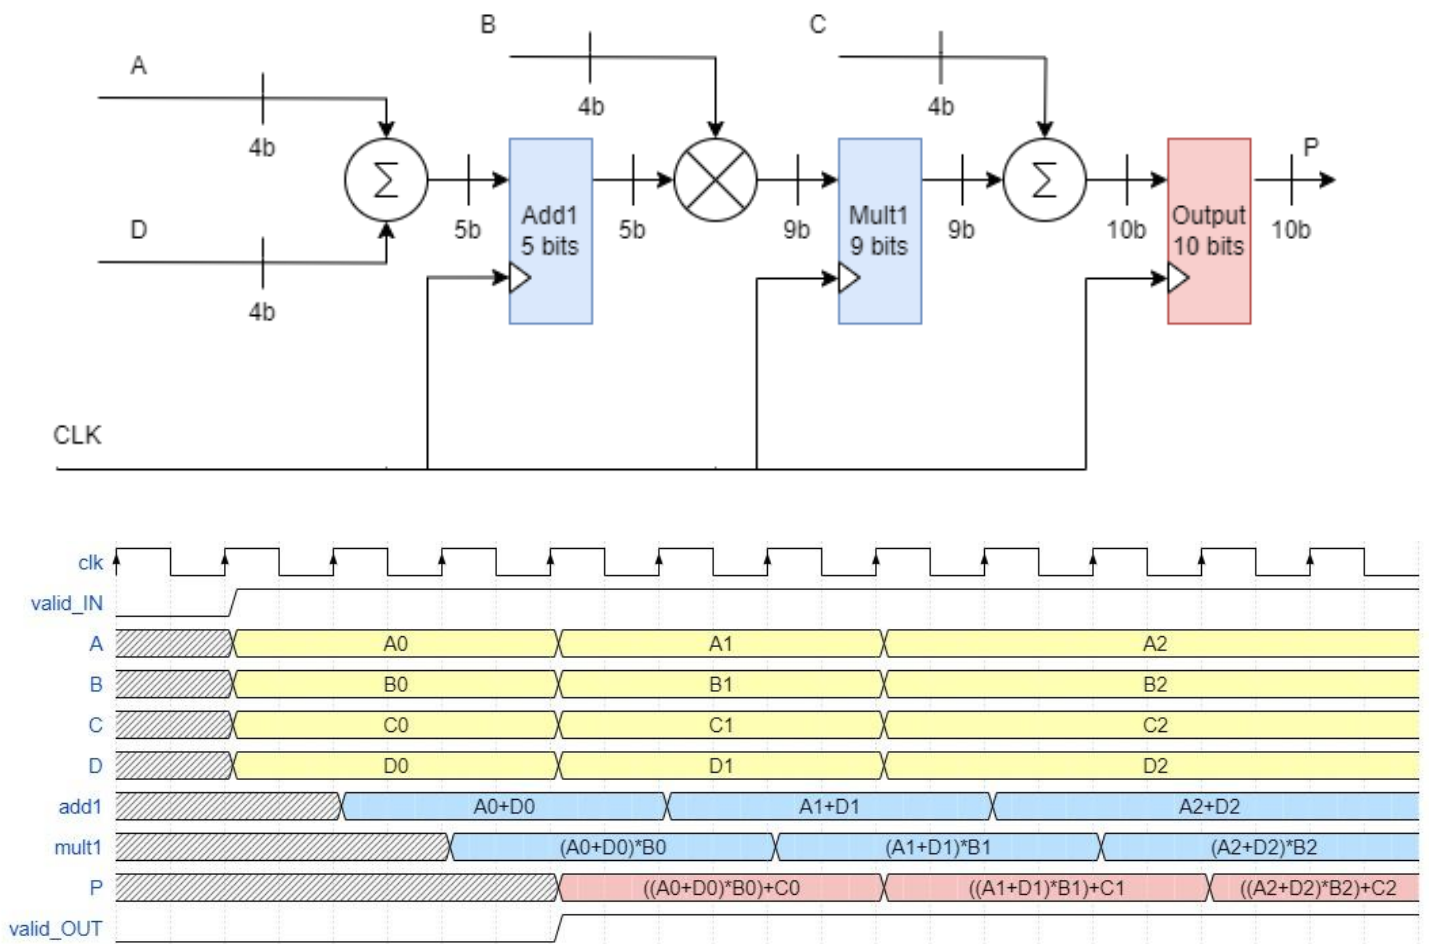 B
C
A
4b
4b
4b
Σ
Σ
P
D
5b
Add1
5 bits
5b
9b
Mult1
9 bits
9b
10b
Output
10 bits
10b
4b
CLK
clk
valid_IN
A A0 A1 A2
B B0 B1 B2
C C0 C1 C2
D D0 D1 D2
add1 A0+D0 A1+D1 A2+D2
mult1 (A0+D0)*B0 (A1+D1)*B1 (A2+D2)*B2
P ((A0+D0)*B0)+C0 ((A1+D1)*B1)+C1 ((A2+D2)*B2)+C2
valid_OUT